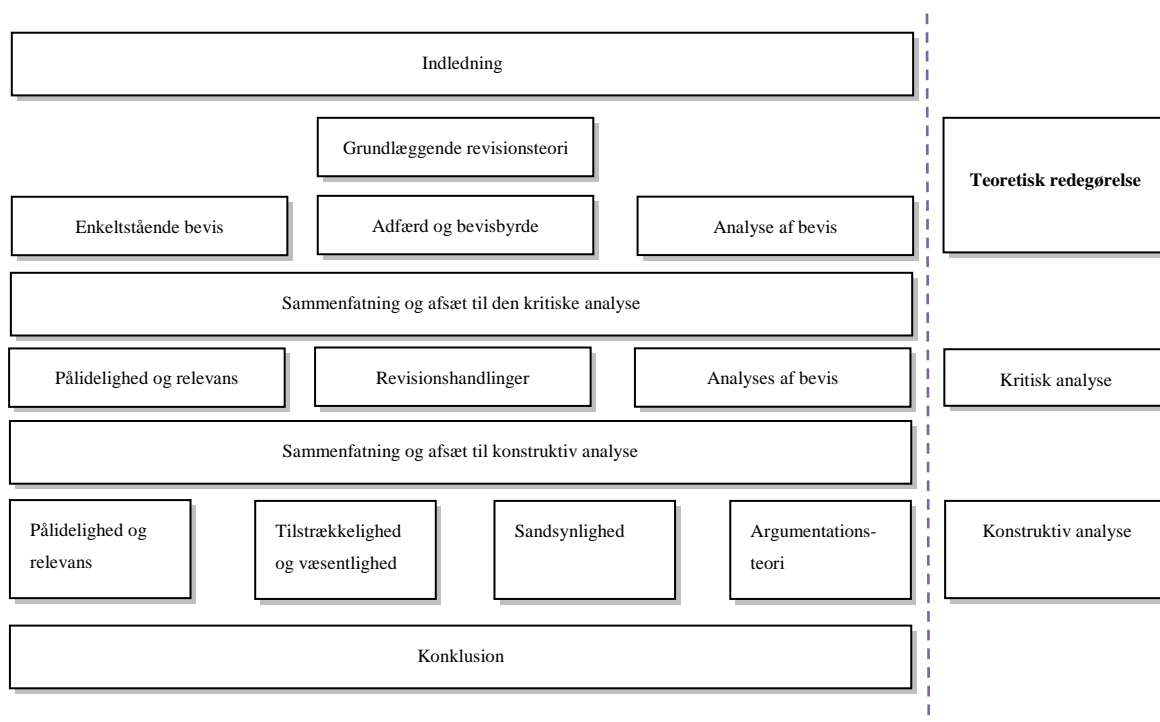 Indledning
Grundlæggende revisionsteori
Teoretisk redegørelse
Enkeltstående bevis
Adfærd og bevisbyrde
Analyse af bevis
Sammenfatning og afsæt til den kritiske analyse
Pålidelighed og relevans
Revisionshandlinger
Analyses af bevis
Kritisk analyse
Sammenfatning og afsæt til konstruktiv analyse
Pålidelighed og
relevans
Tilstrækkelighed
og væsentlighed
Sandsynlighed
Argumentations-
teori
Konstruktiv analyse
Konklusion